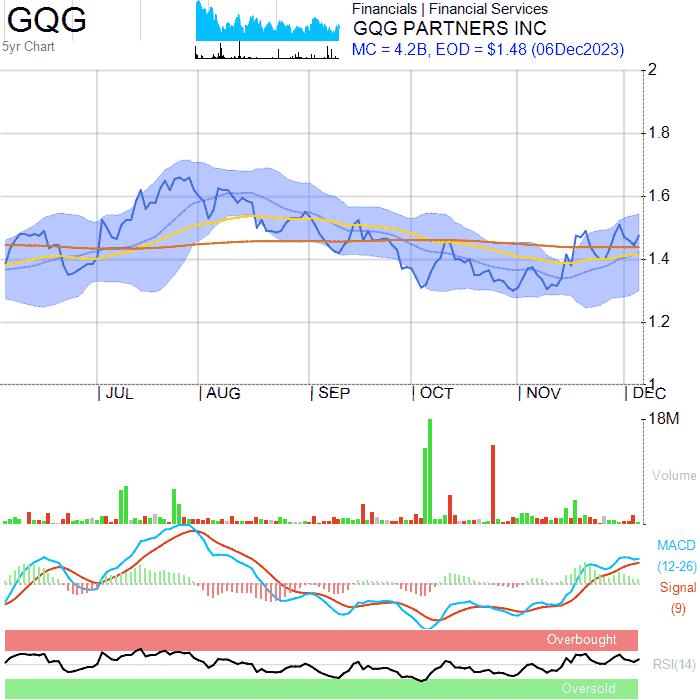 GQG
5yr Chart
Financials | Financial Services
GQG PARTNERS INC
MC = 4.2B, EOD = $1.48 (06Dec2023)
2
1.8
1.6
1.4
1.2
1
| JUL | AUG | SEP | OCT | NOV | DEC
18M
Volume
MACD
(12-26)
Signal
(9)
Overbought
RSI(14)
Oversold